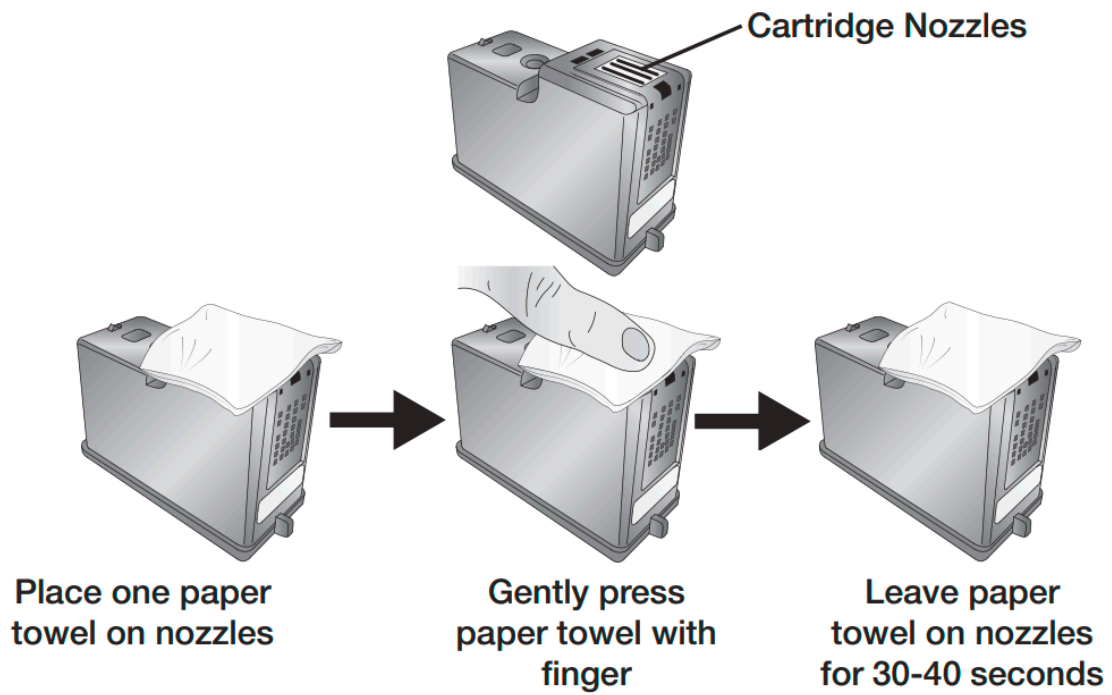 Cartridge Nozzles
Place one paper
towel on nozzles
Gently press
paper towel with
finger
Leave paper
towel on nozzles
for 30-40 seconds